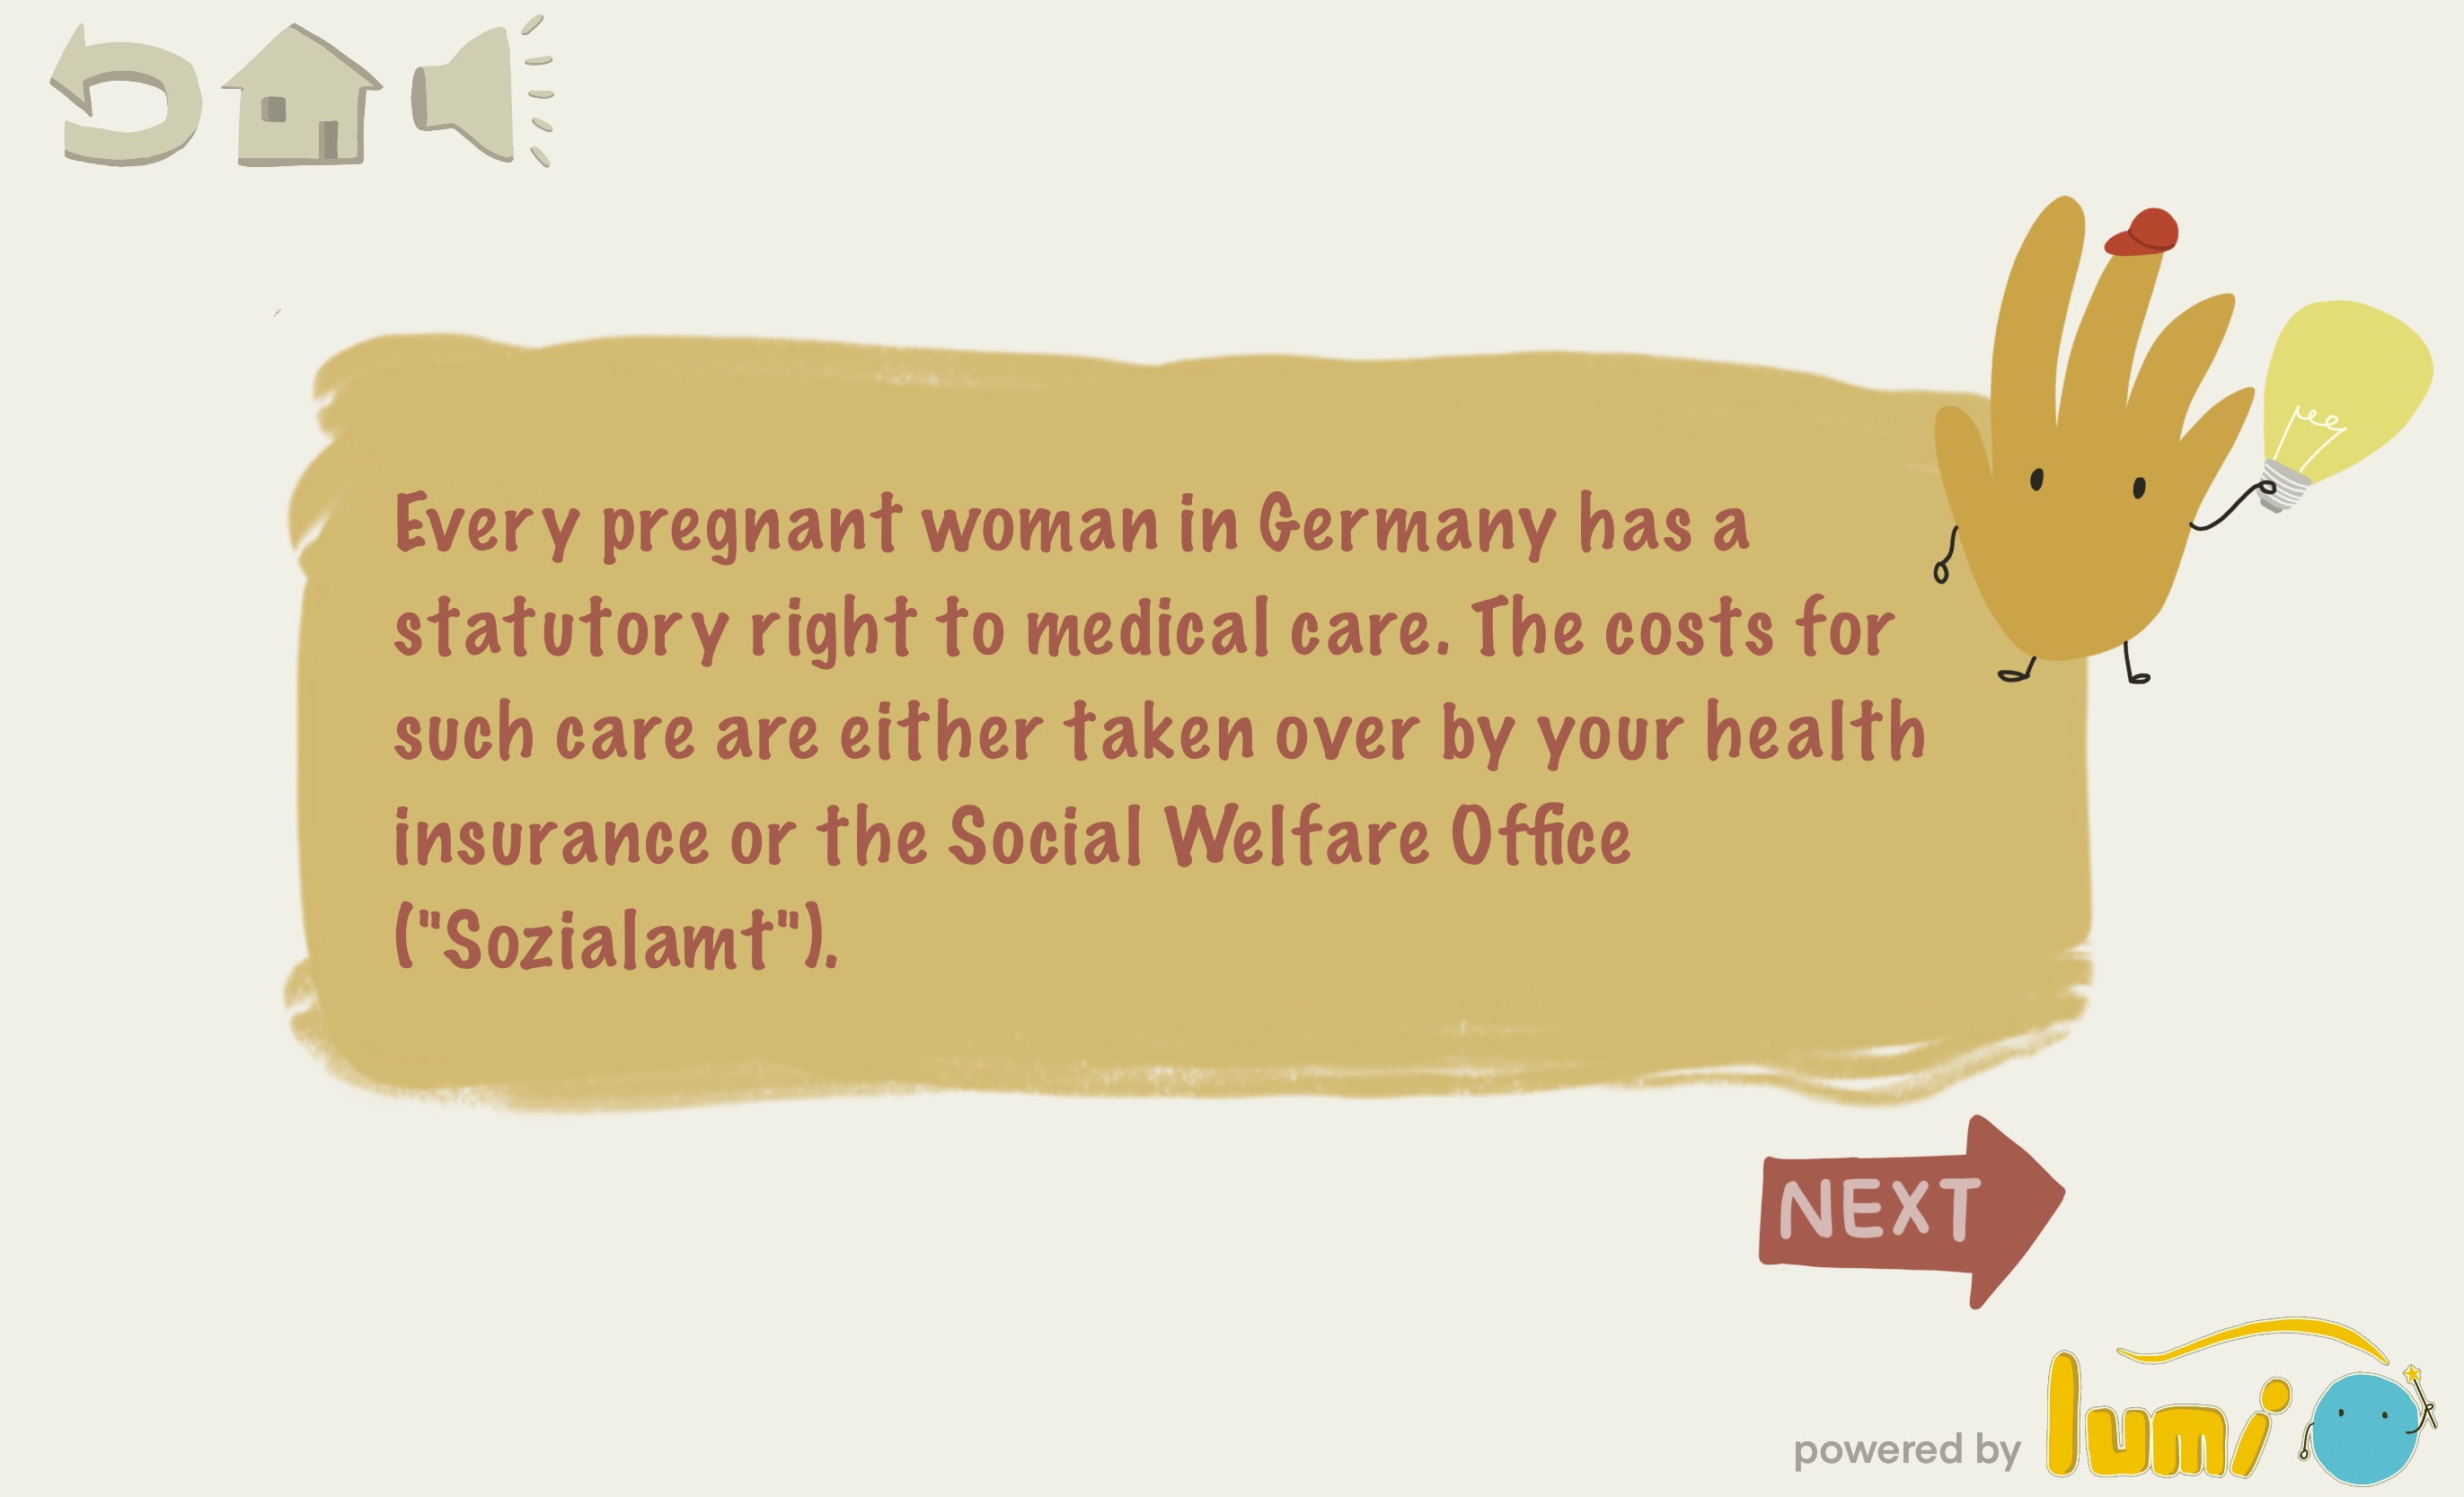 Every pregnant woman in Germany has a
statutory right to medical care. The costs for
such care are either taken over by your health
insurance or the Social Welfare Office
("Sozialamt").
NEXT
powered by lumi